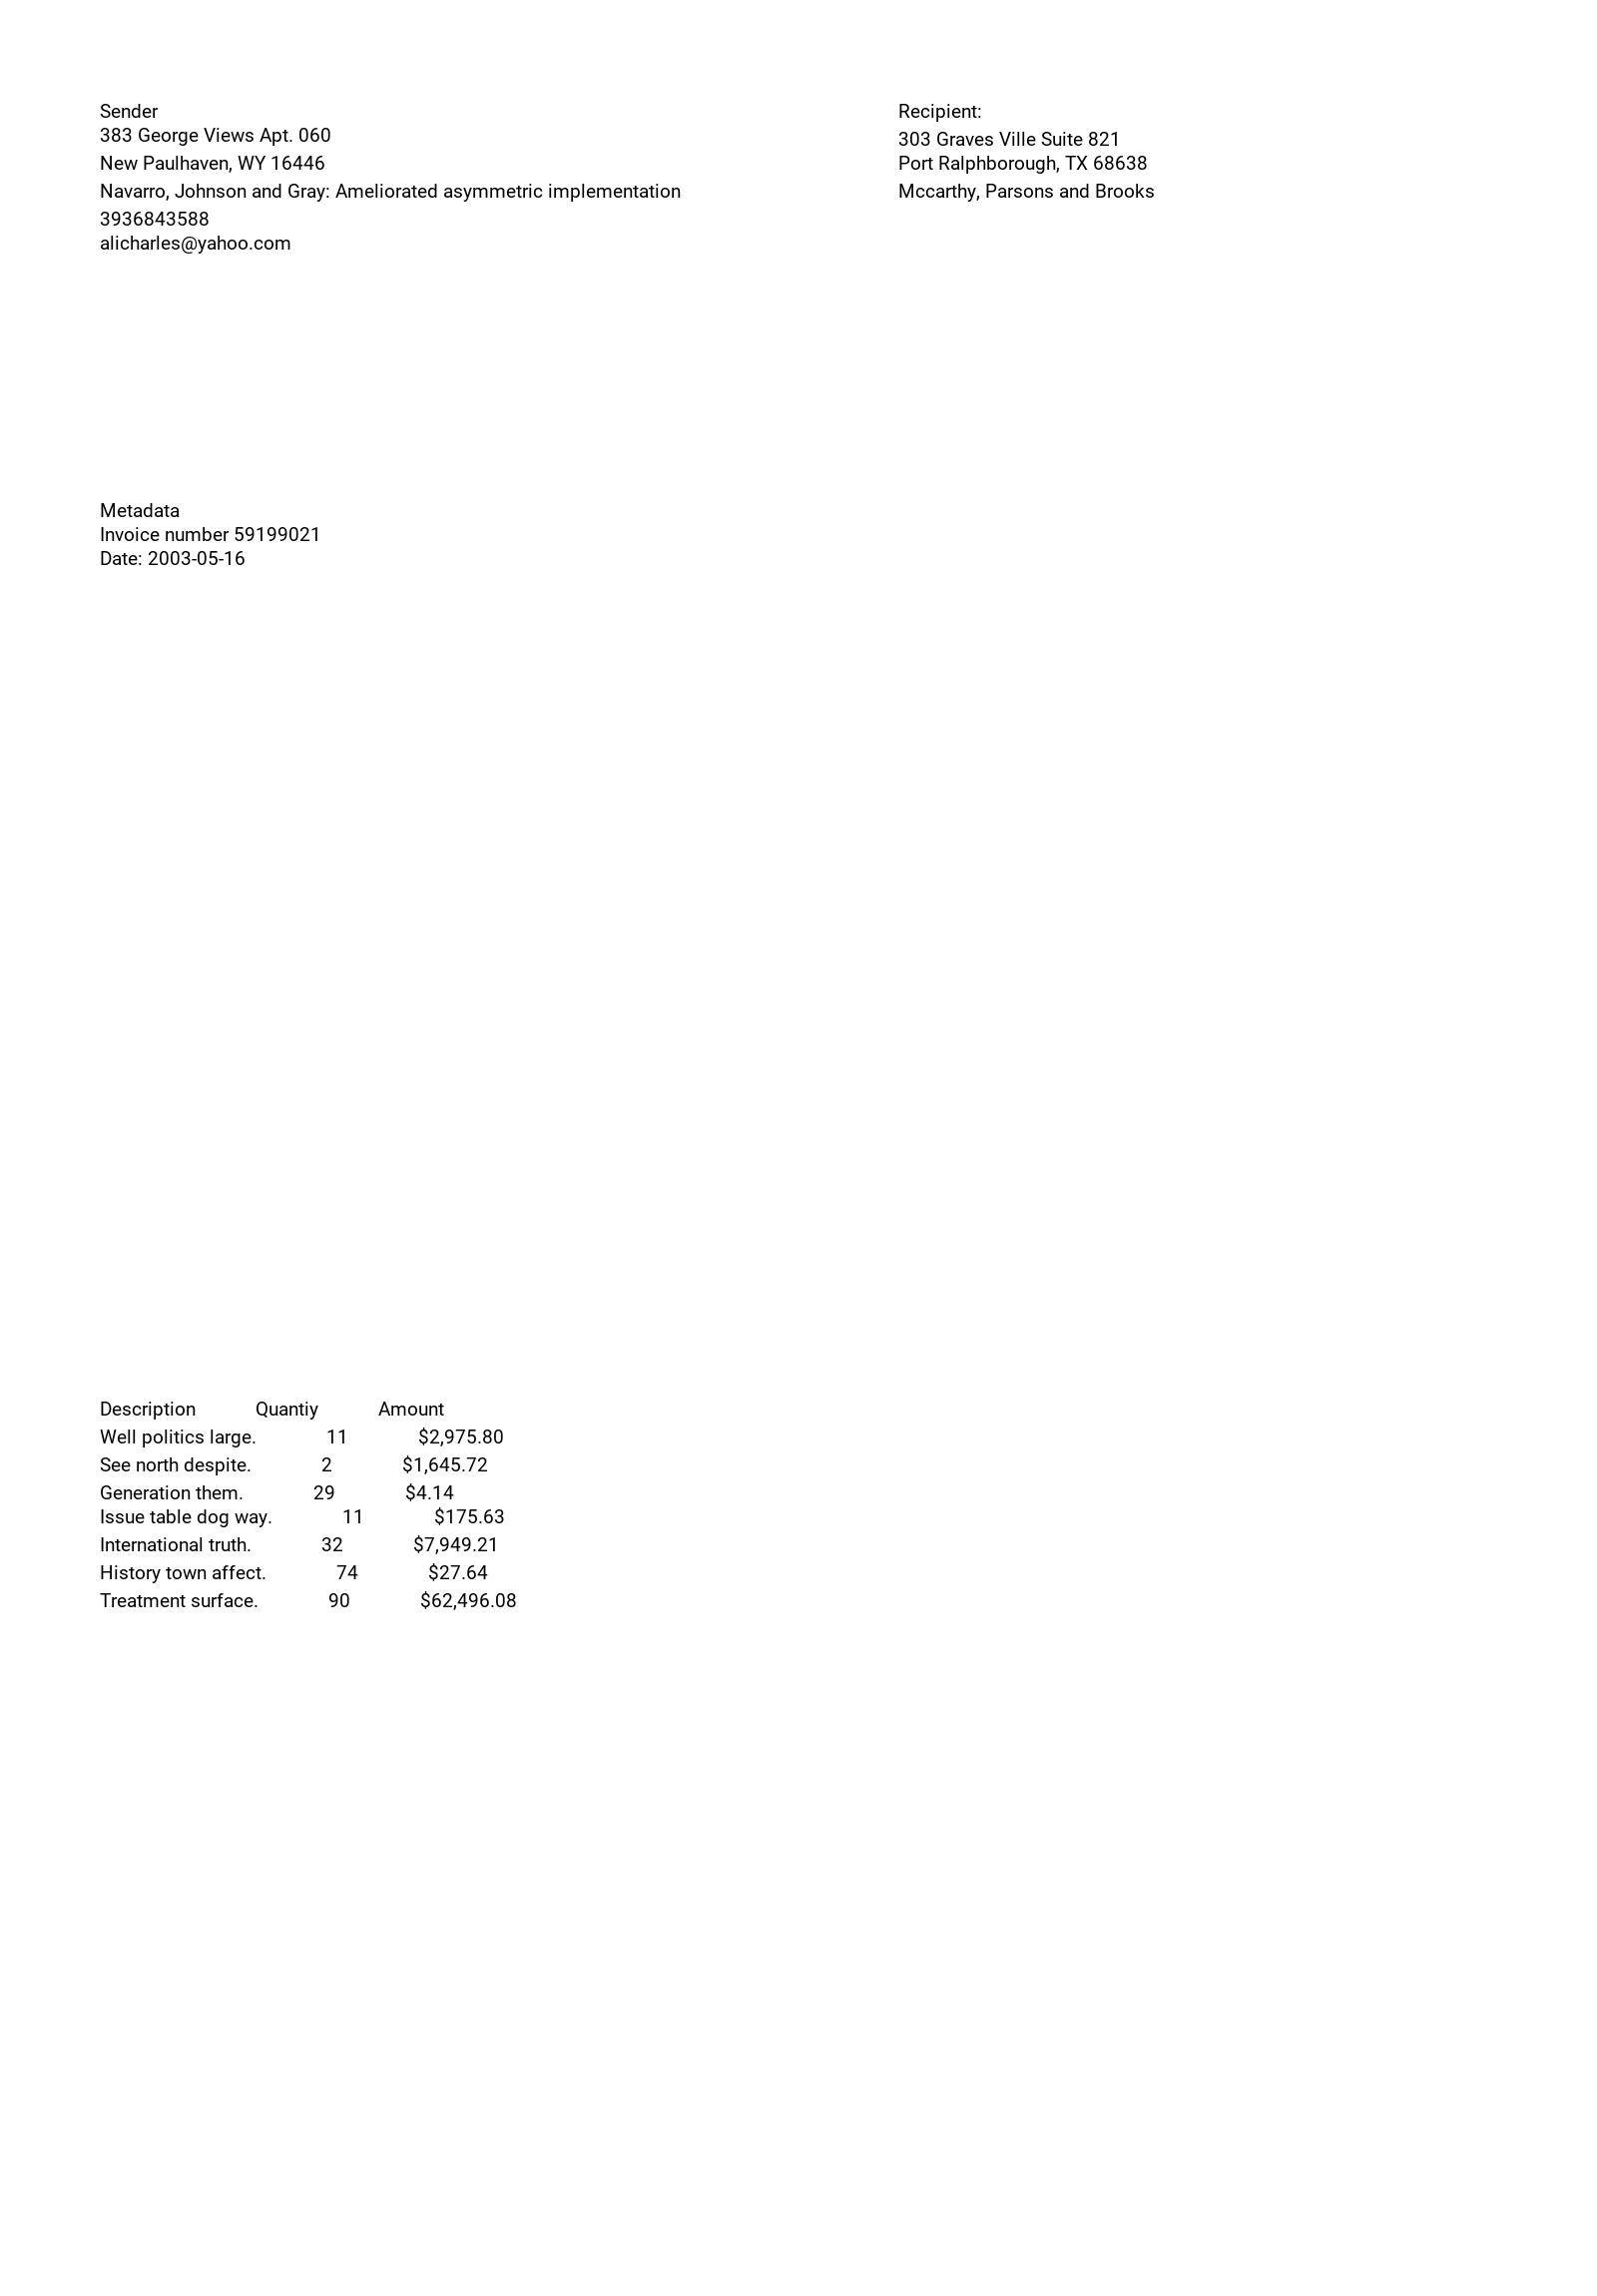 Sender
383 George Views Apt. 060
New Paulhaven, WY 16446
Navarro, Johnson and Gray: Ameliorated asymmetric implementation
3936843588
alicharles@yahoo.com
Recipient:
303 Graves Ville Suite 821
Port Ralphborough, TX 68638
Mccarthy, Parsons and Brooks
Metadata
Invoice number 59199021
Date: 2003-05-16
Description Quantiy Amount
Well politics large. 11 $2,975.80
See north despite. 2 $1,645.72
Generation them. 29 $4.14
Issue table dog way. 11 $175.63
International truth. 32 $7,949.21
History town affect. 74 $27.64
Treatment surface. 90 $62,496.08